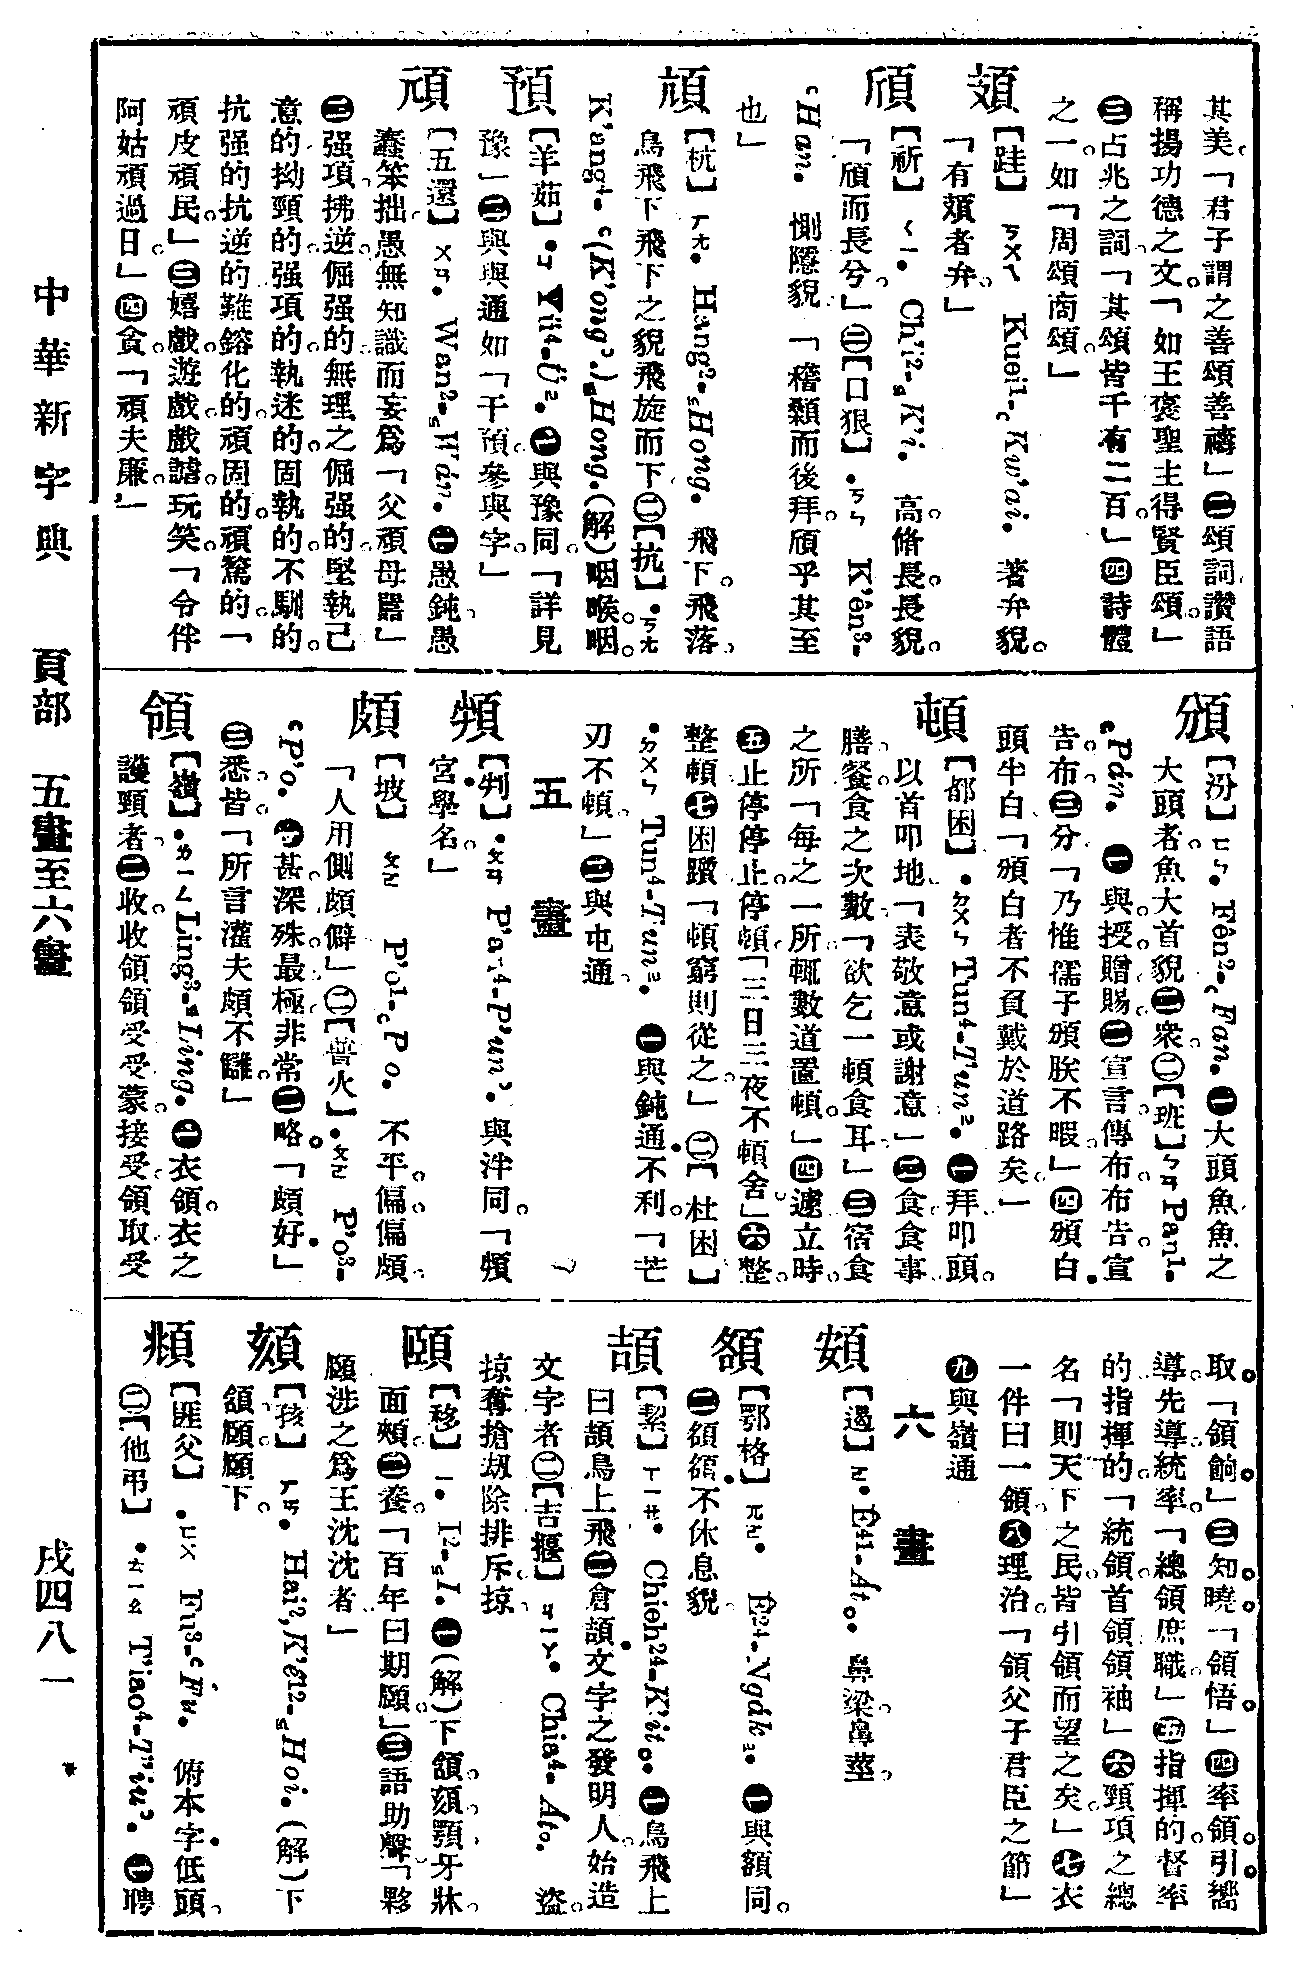 中華新字典　頁部　五畫至六畫　戌四八一
其美。「君子謂之善頌善禱」㊁頌詞讚語
稱揚功德之文。「如王褒聖主得賢臣頌。」
㊂占兆之詞。「其頌皆千有二百。」㊃詩體
之一。如「周頌商頌。」
頍【跬】ㄎㄨㄟ Kuei¹-Kw'ai. 著弁貌。
「有頍者弁。」
頎【祈】ㄑㄧ. Ch'i²-K'i. 高。脩長。長貌。
「頎而長兮。」㊁【口狠】.ㄎㄣ K'ên³-
Han. 惻隱貌 「稽顙而後拜。頎乎其至
也」
頏【杭】ㄏㄤ. Hang²-Hong. 飛下。飛落
鳥飛下飛下之貌飛旋而下㊁【抗】.ㄎㄤ
K'ang⁴-(K'ong).Hong.(解)咽喉。咽。
預【羊茹】.ㄩ Yü⁴-Ü². ㊀與豫同。「詳見
豫」㊁與與通如「干預參與字。」
頑【五還】ㄨㄢ. Wan²-Wán. ㊀愚鈍愚
蠢笨拙。愚無知識而妄爲「父頑母嚚」
㊁强項拂逆。倔强的無理之倔强的。堅執己
意的拗頸的。强項的。執迷的。固執的。不馴的。
抗强的抗逆的難鎔化的。頑固的。頑驁的。「
頑皮頑民。」㊂嬉戲。遊戲。戲謔。玩笑。「令伴
阿姑頑過日。」㊃貪。「頑夫廉」
頒【汾】ㄈㄣ. Fên²-Fan. ㊀大頭魚魚之
大頭者。魚大首貌㊁衆。㊁【班】ㄅㄢ Pan¹-
Pán. ㊀與。授。贈。賜。㊁宣言。傳布。布告。宣
告。布。㊂分。「乃惟孺子頒朕不暇」㊃頒白
頭半白「頒白者不負戴於道路矣。」
頓【都困】.ㄉㄨㄣ Tun⁴-Tun². ㊀拜叩頭。
以首叩地。「表敬意或謝意」㊁食食事
膳餐。食之次數。「欲乞一頓食耳」㊂宿食
之所「每之一所。輒數道置頓。」㊃遽立時。
㊄止停停止。停頓「三日三夜不頓舍」㊅整。
整頓㊆困躓「頓窮則從之。」㊁【杜困】
.ㄉㄨㄣ Tun⁴-Tun². ㊀與鈍通不利。「芒
刃不頓」㊁與屯通。
五　畫
頖【判】.ㄆㄢ P'an⁴-P'un. 與泮同。「頖
宮學名。」
頗【坡】 ㄆㄛ P'o¹-Po. 不平。偏。偏頗。
「人用側頗僻」㊁【普火】.ㄆㄛ P'o³-
P'o. ㊀甚。深。殊。最。極。非常㊁略。「頗好」
㊂悉。皆。「所言灌夫頗不讎。」
領【嶺】.ㄌㄧㄥ Ling³-Ling. ㊀衣領。衣之
護頸者。㊁收。收領領受受。蒙。接受。領取受
取。「領餉」㊂知。曉。「領悟」㊃率。領。引嚮
導。先導。統率。「總領庶職」㊄指揮的。督率
的指揮的。「統領首領領袖」㊅頸。項之總
名「則天下之民。皆引領而望之矣。」㊆衣
一件曰一領。㊇理。治。「領父子君臣之節」
㊈與嶺通
六　畫
頞【遏】ㄜ.Ê⁴¹-Át。. 鼻梁鼻莖。
頟【鄂格】ㄫㄜ. Ê²⁴-Ngák₂. ㊀與額同。
㊁頟頟不休息貌
頡【絜】ㄒㄧㄝ. Chieh²⁴-K'it。. ㊀鳥飛上
曰頡鳥上飛㊁倉頡文字之發明人。始造
文字者㊁【吉揠】ㄐㄧㄚ. Chia⁴-Át。. 盜。
掠。奪。搶。刼。除。排。斥。掠
頤【移】ㄧ. I²-I. ㊀(解)下頷。頦。顎。牙牀。
面頰。㊁養。「百年曰期頤」㊂語助聲「夥
頤涉之爲王沈沈者」
頦【孩】ㄏㄞ. Hai²,K'ê¹²-Hoi.(解)下
頷。頤。頤下。
頫【匪父】.ㄈㄨ Fu³-Fu. 俯本字低頭。
㊁【他弔】.ㄊㄧㄠ T'iao⁴-T'iu. ㊀聘